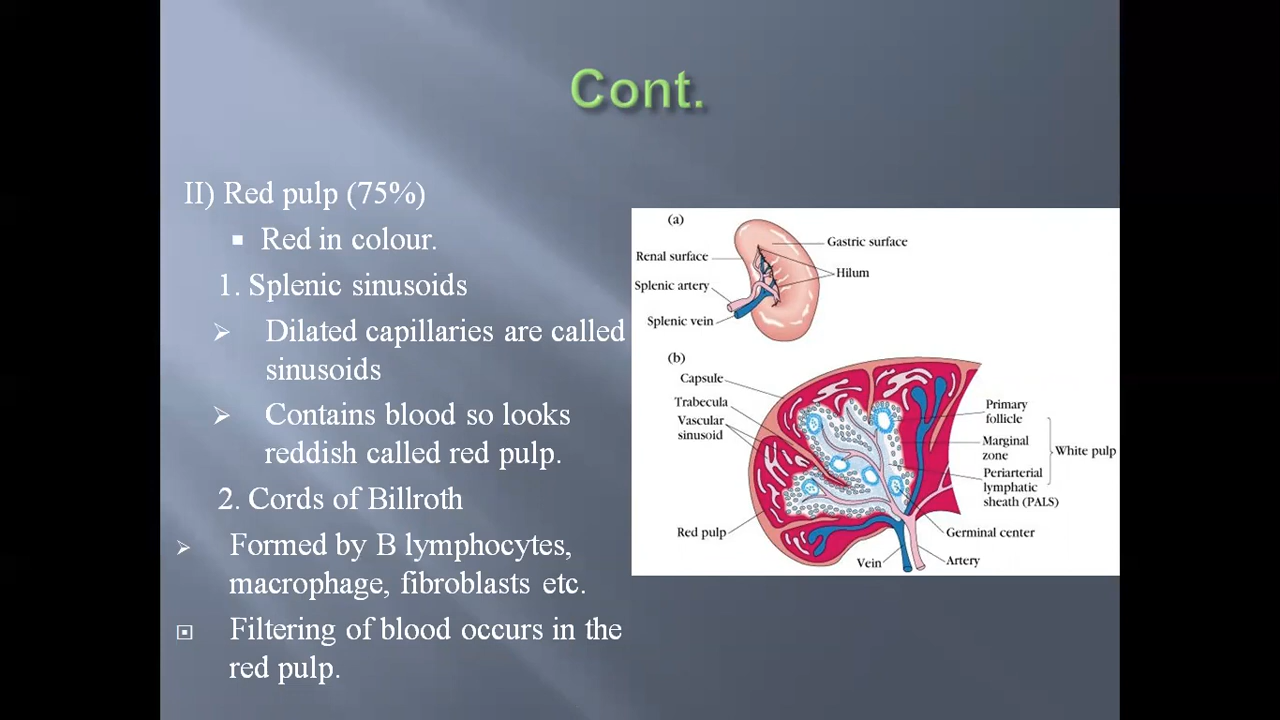 Cont.
II) Red pulp (75%)
▪ Red in colour.
1. Splenic sinusoids
➢ Dilated capillaries are called
sinusoids
➢ Contains blood so looks
reddish called red pulp.
2. Cords of Billroth
➢ Formed by B lymphocytes,
macrophage, fibroblasts etc.
▣ Filtering of blood occurs in the
red pulp.
(a)
Gastric surface
Renal surface
Hilum
Splenic artery
Splenic vein
(b)
Capsule
Trabecula
Vascular
sinusoid
Red pulp
Vein
Primary
follicle
Marginal
zone
White pulp
Periarterial
lymphatic
sheath (PALS)
Germinal center
Artery